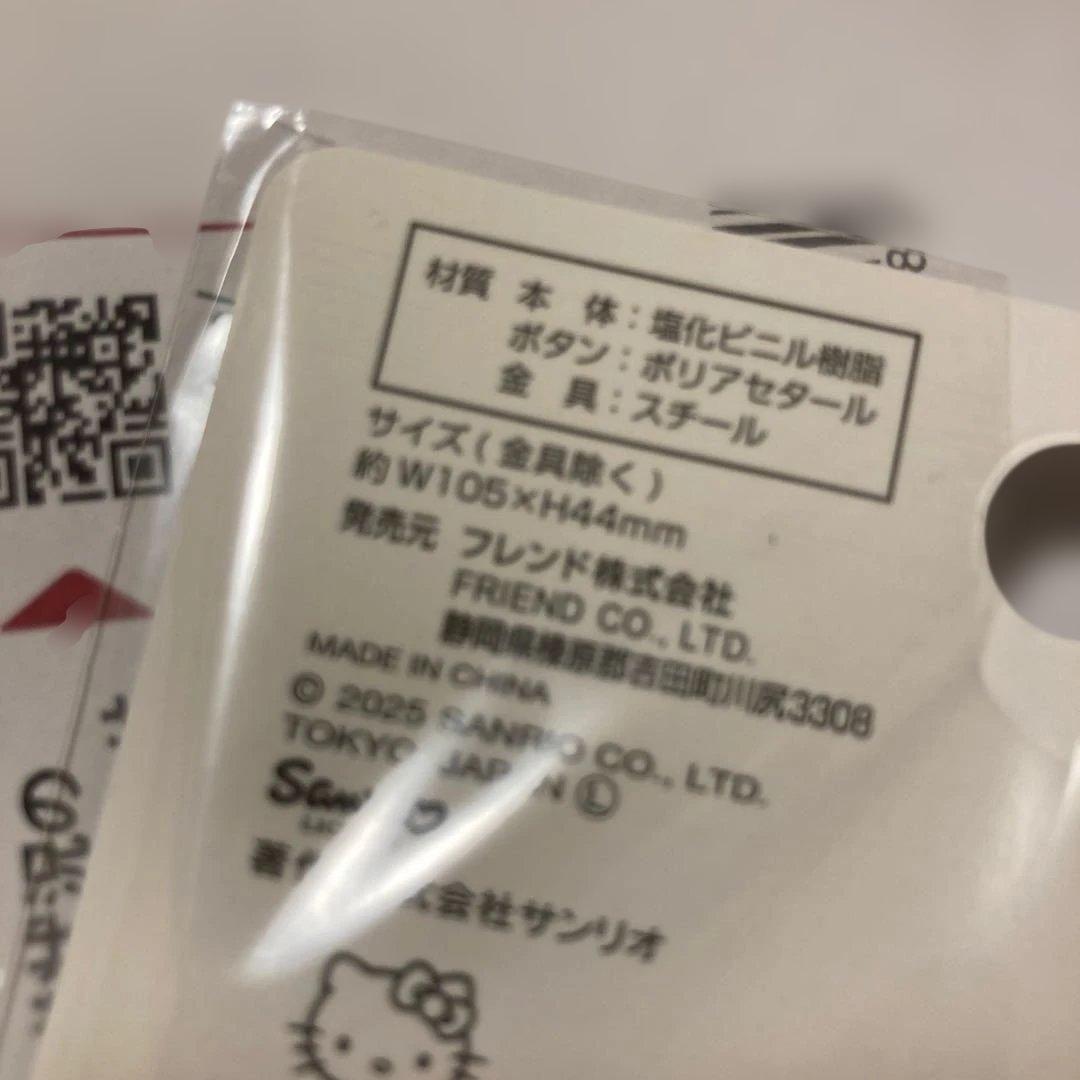 材質 本 体：塩化ビニル樹脂
ボタン：ポリアセタール
金 具：スチール
サイズ(金具除く)
約W105×H44mm
発売元 フレンド株式会社
FRIEND CO., LTD.
静岡県榛原郡吉田町川尻3308
MADE IN CHINA
© 2025 SANRIO CO., LTD.
TOKYO, JAPAN Ⓛ
会社サンリオ
8